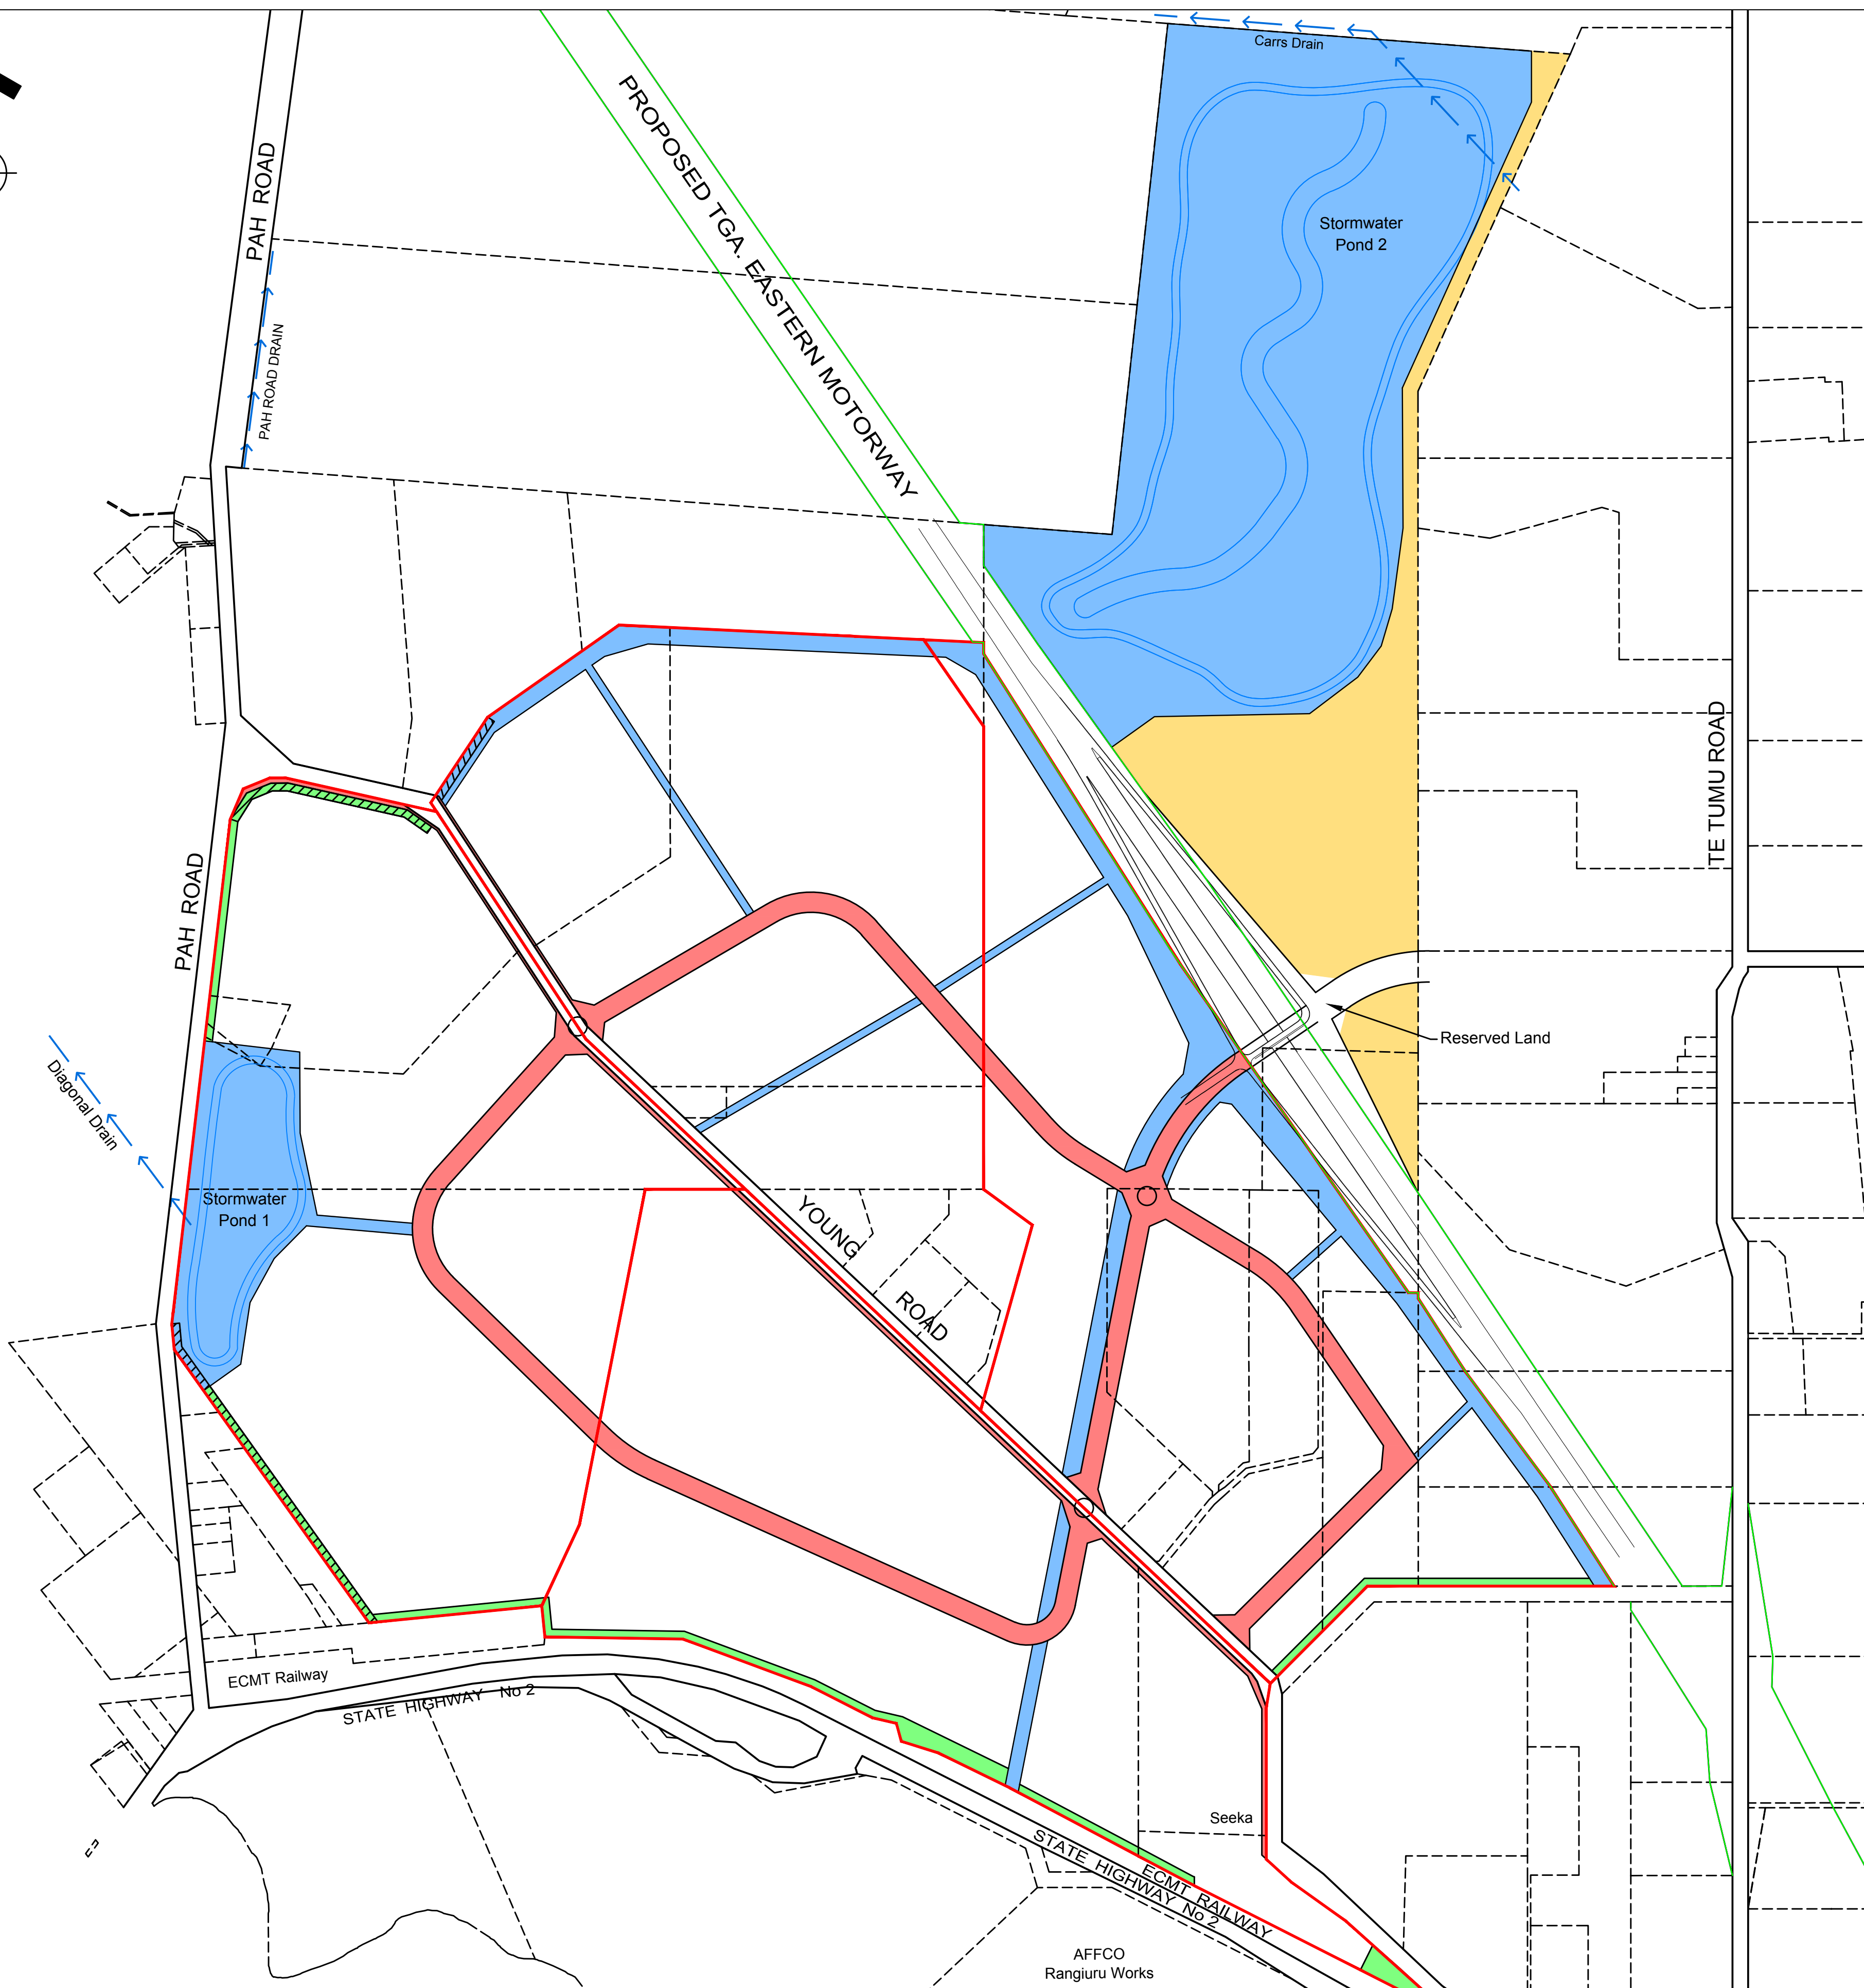 Carrs Drain
PROPOSED TGA. EASTERN MOTORWAY
PAH ROAD
Stormwater
Pond 2
PAH ROAD DRAIN
TE TUMU ROAD
PAH ROAD
Reserved Land
Diagonal Drain
Stormwater
Pond 1
YOUNG
ROAD
ECMT Railway
STATE HIGHWAY No 2
Seeka
STATE HIGHWAY No 2
ECMT RAILWAY
AFFCO
Rangiuru Works